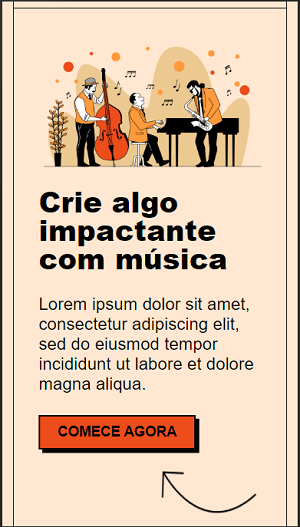 Crie algo
impactante
com música
Lorem ipsum dolor sit amet,
consectetur adipiscing elit,
sed do eiusmod tempor
incididunt ut labore et dolore
magna aliqua.
COMECE AGORA